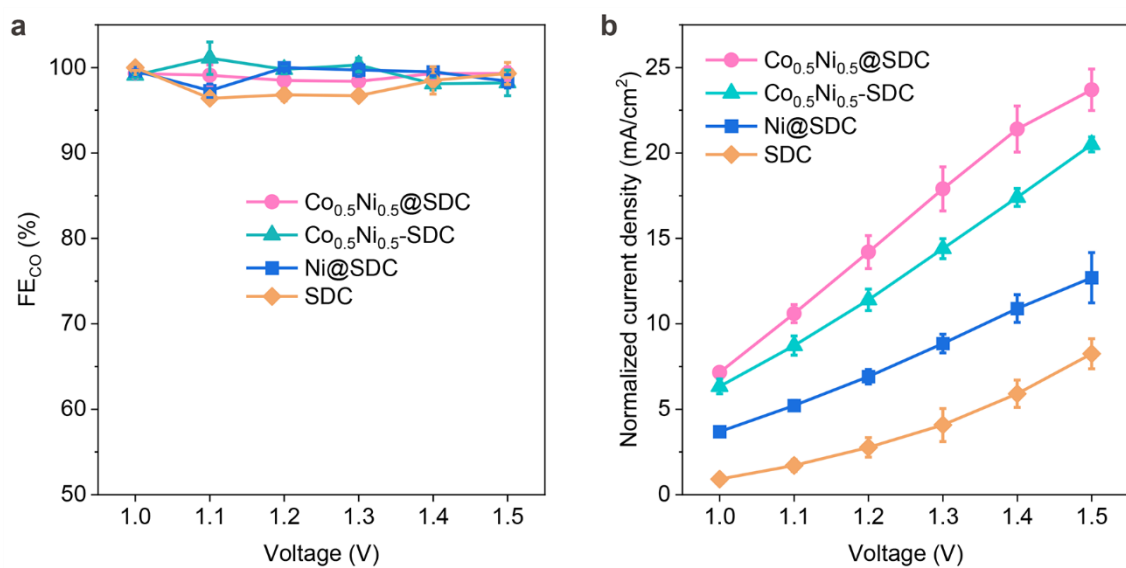 a
FE_CO (%)
100
90
80
70
60
50
Co₀.₅Ni₀.₅@SDC
Co₀.₅Ni₀.₅-SDC
Ni@SDC
SDC
1.0 1.1 1.2 1.3 1.4 1.5
Voltage (V)
b
Normalized current density (mA/cm²)
25
20
15
10
5
0
Co₀.₅Ni₀.₅@SDC
Co₀.₅Ni₀.₅-SDC
Ni@SDC
SDC
1.0 1.1 1.2 1.3 1.4 1.5
Voltage (V)